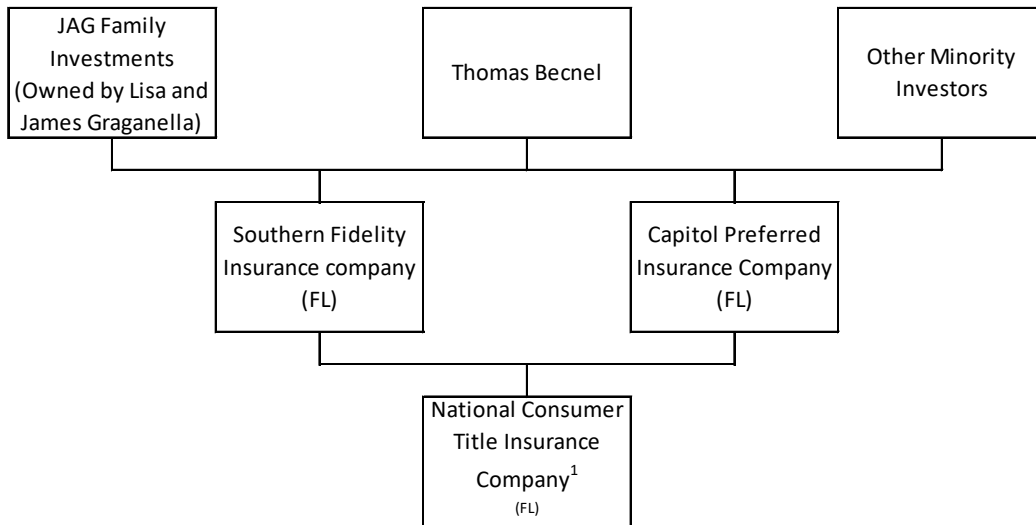 JAG Family
Investments
(Owned by Lisa and
James Graganella)
Thomas Becnel
Other Minority
Investors
Southern Fidelity
Insurance company
(FL)
Capitol Preferred
Insurance Company
(FL)
National Consumer
Title Insurance
Company¹
(FL)